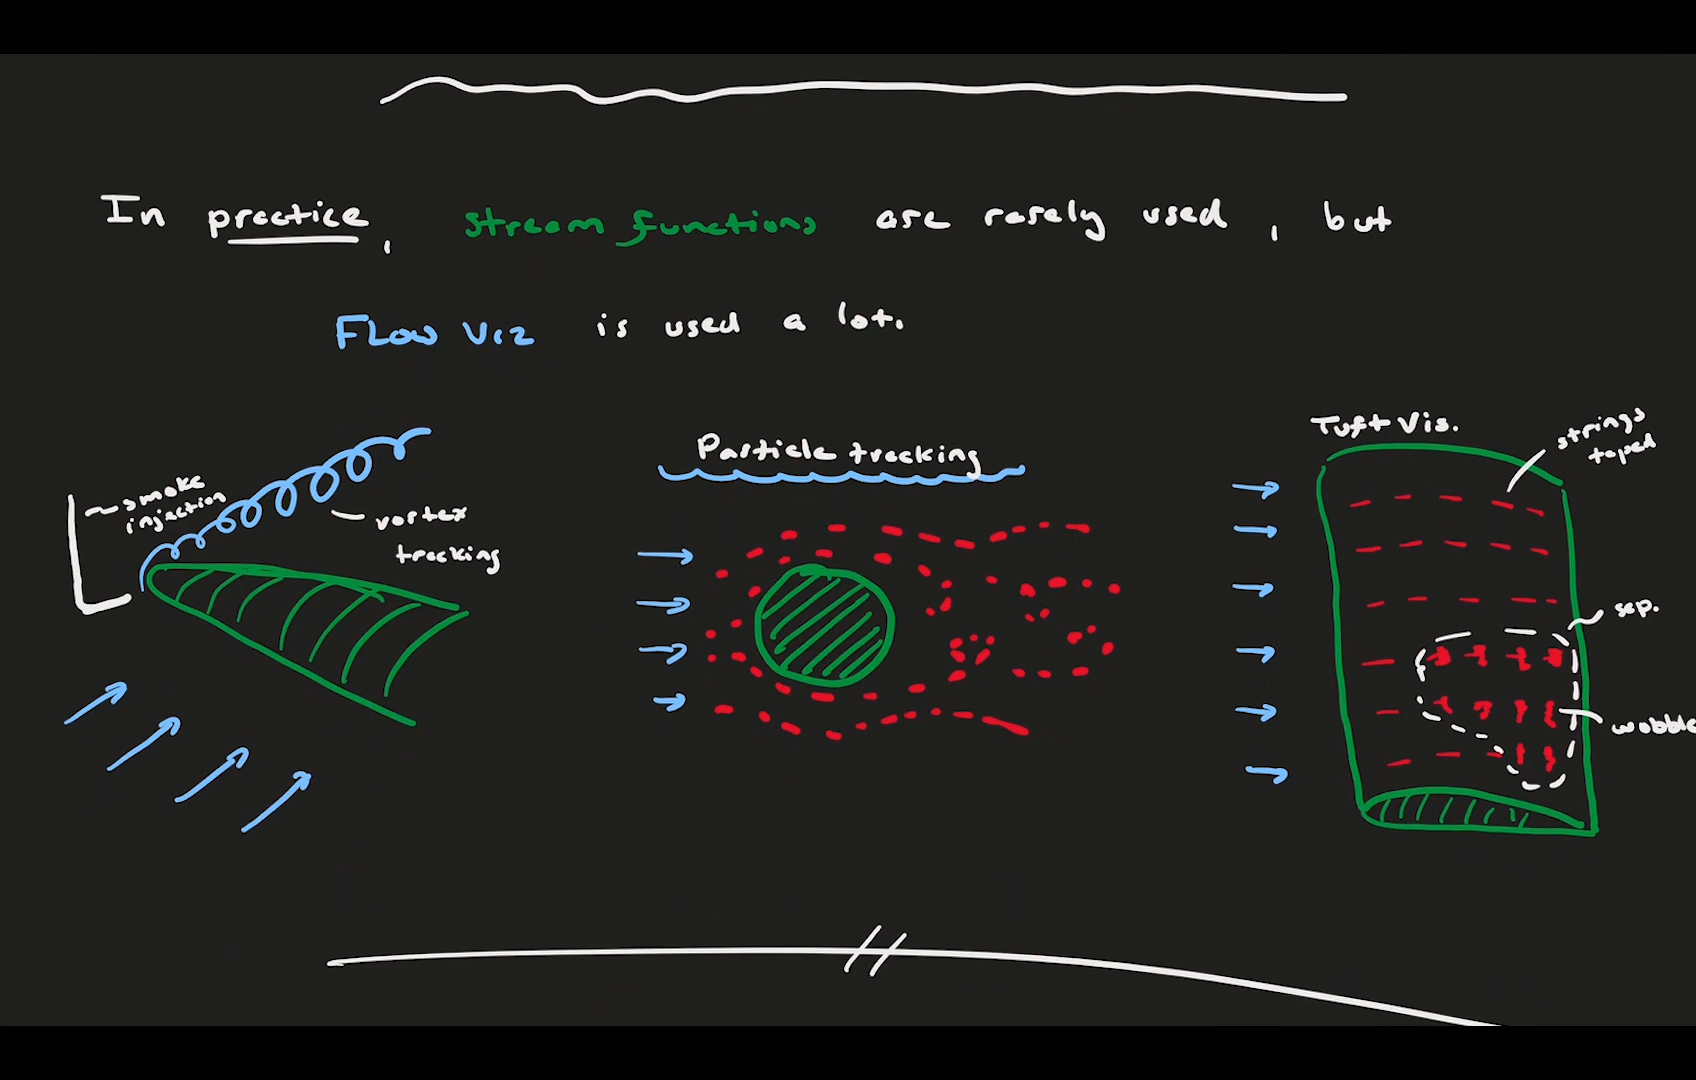 In practice, stream functions are rarely used, but
Flow Viz is used a lot.
smoke
injection
vortex
tracking
Particle tracking
Tuft Vis.
strings
taped
sep.
wobble